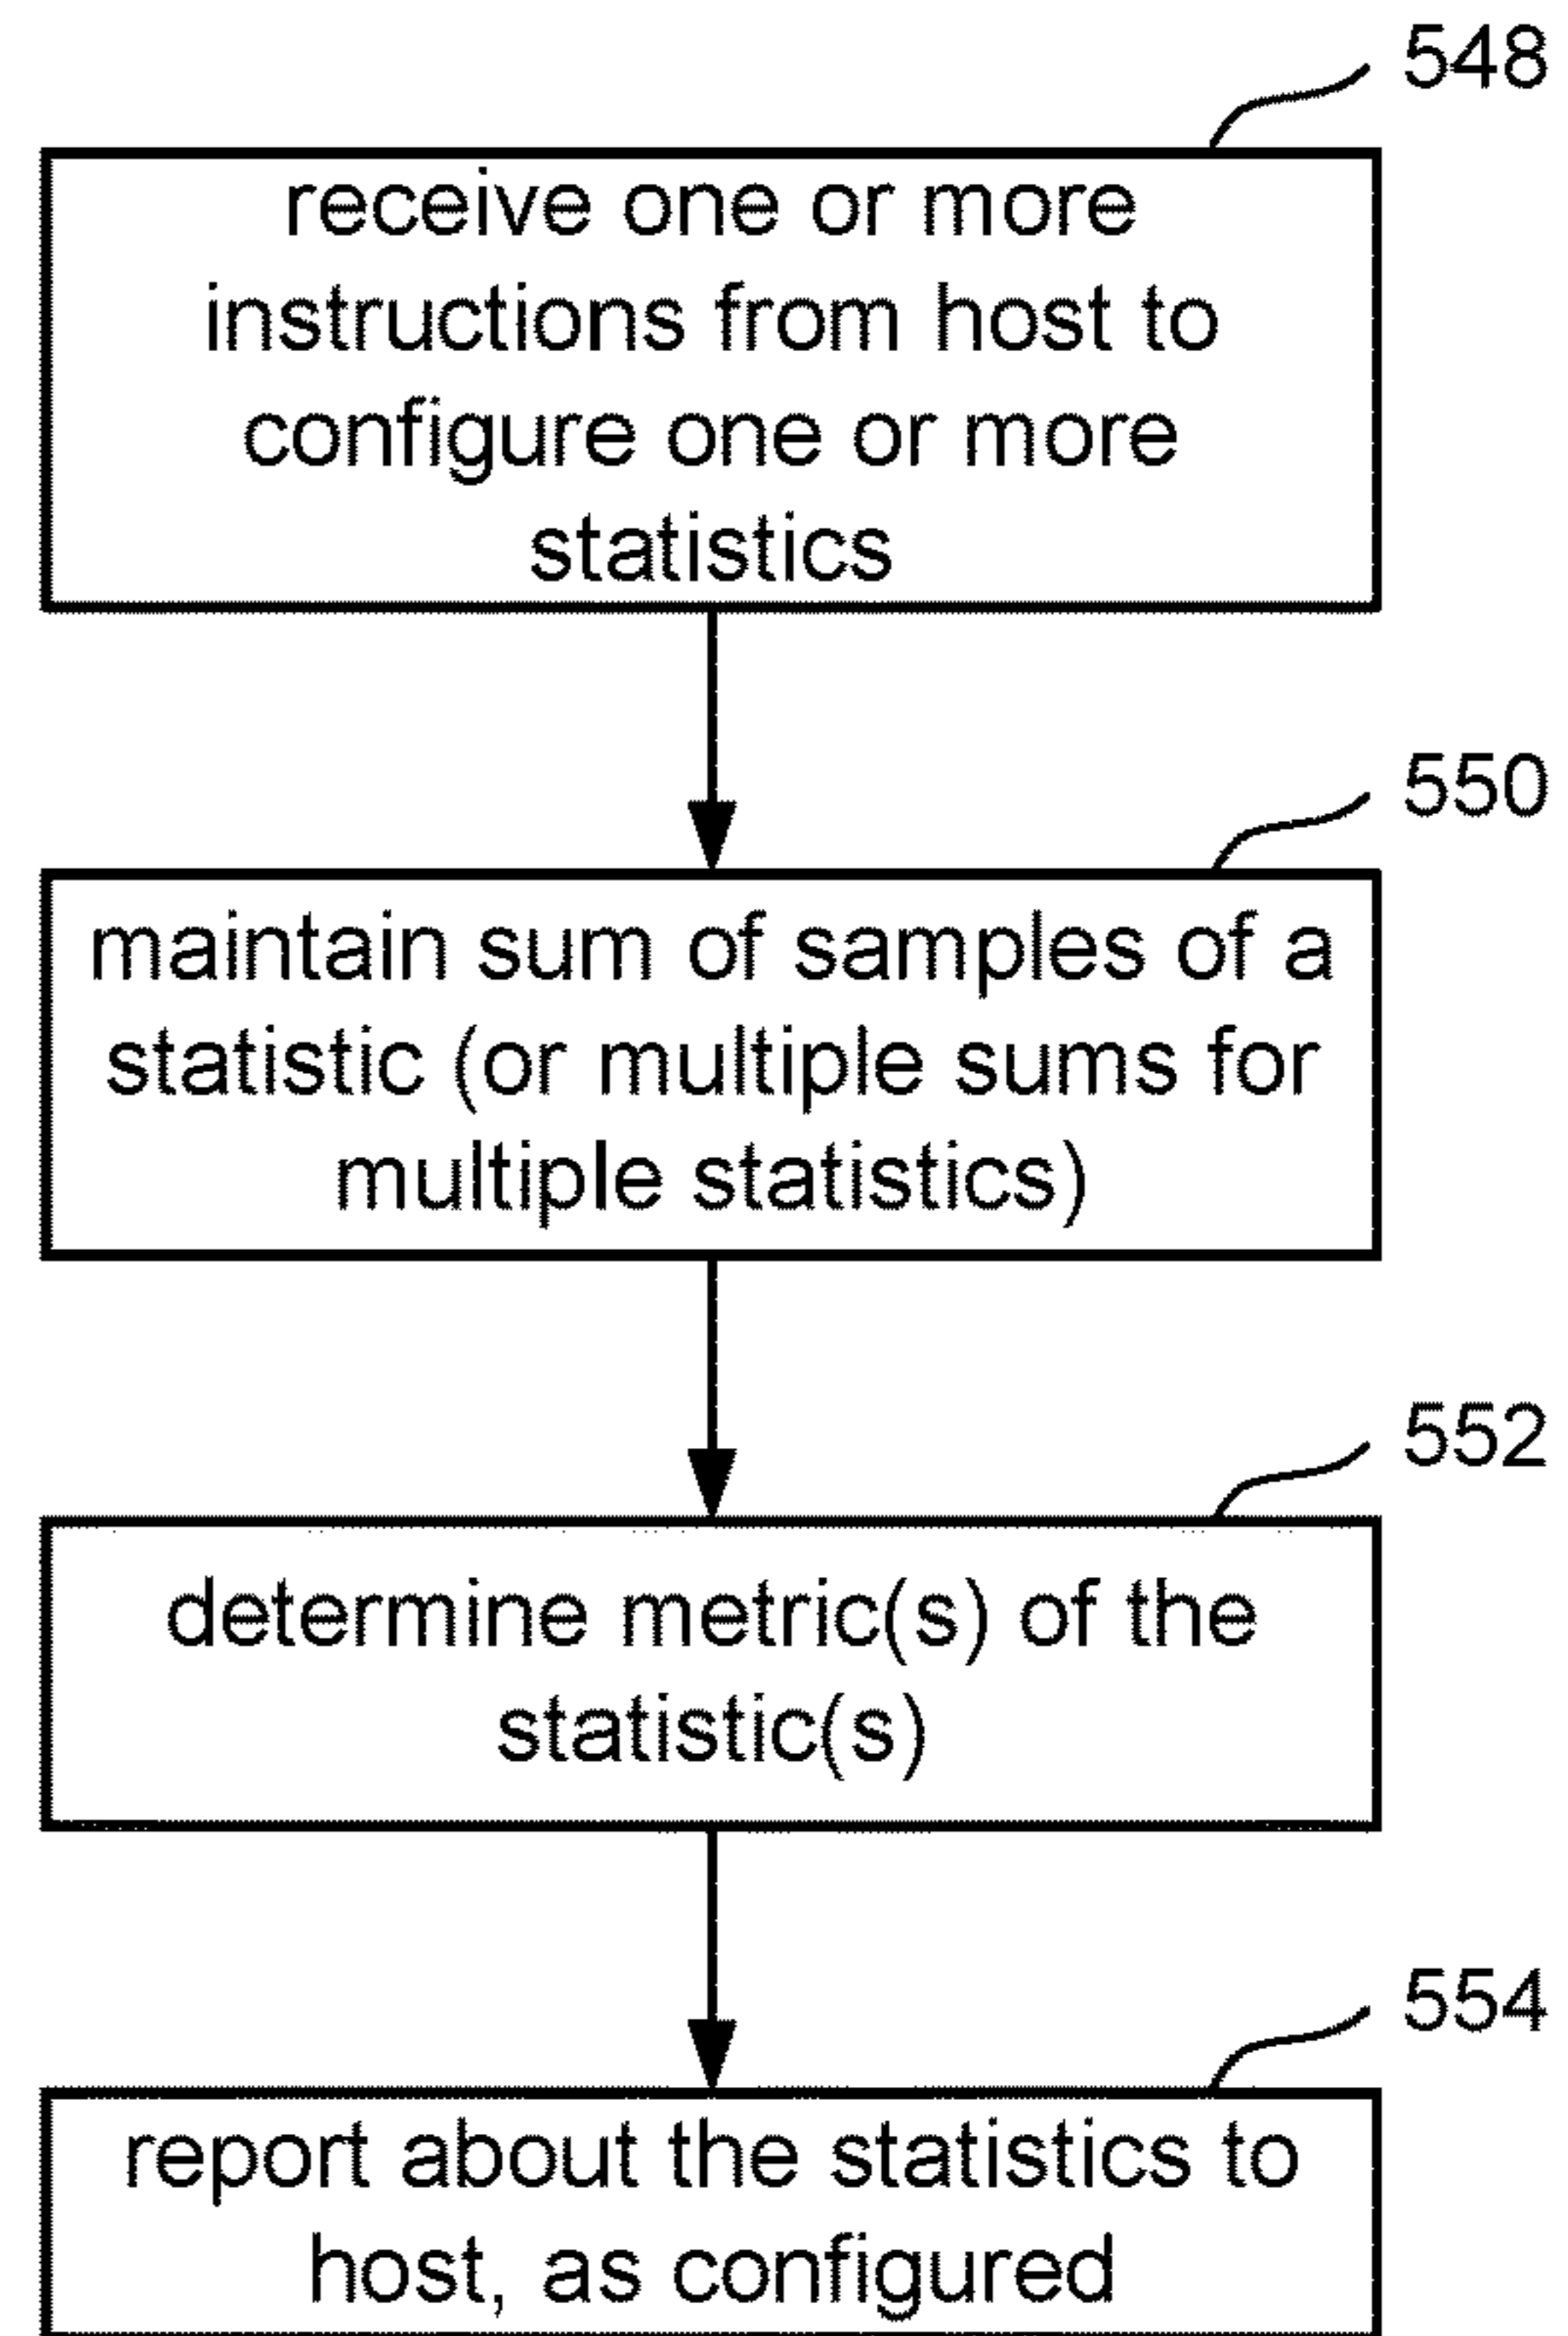 548
receive one or more
instructions from host to
configure one or more
statistics
550
maintain sum of samples of a
statistic (or multiple sums for
multiple statistics)
552
determine metric(s) of the
statistic(s)
554
report about the statistics to
host, as configured